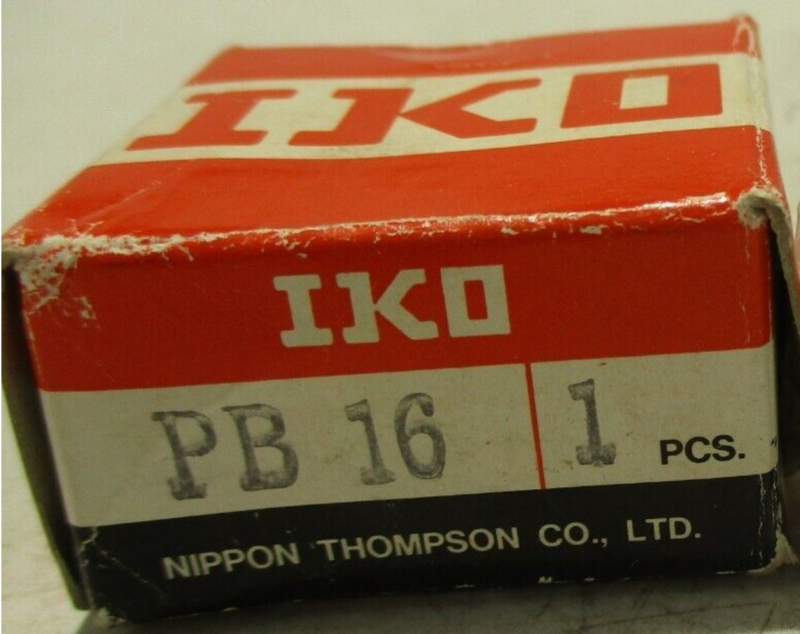 IKO
IKO
PB 16 1 PCS.
NIPPON THOMPSON CO., LTD.